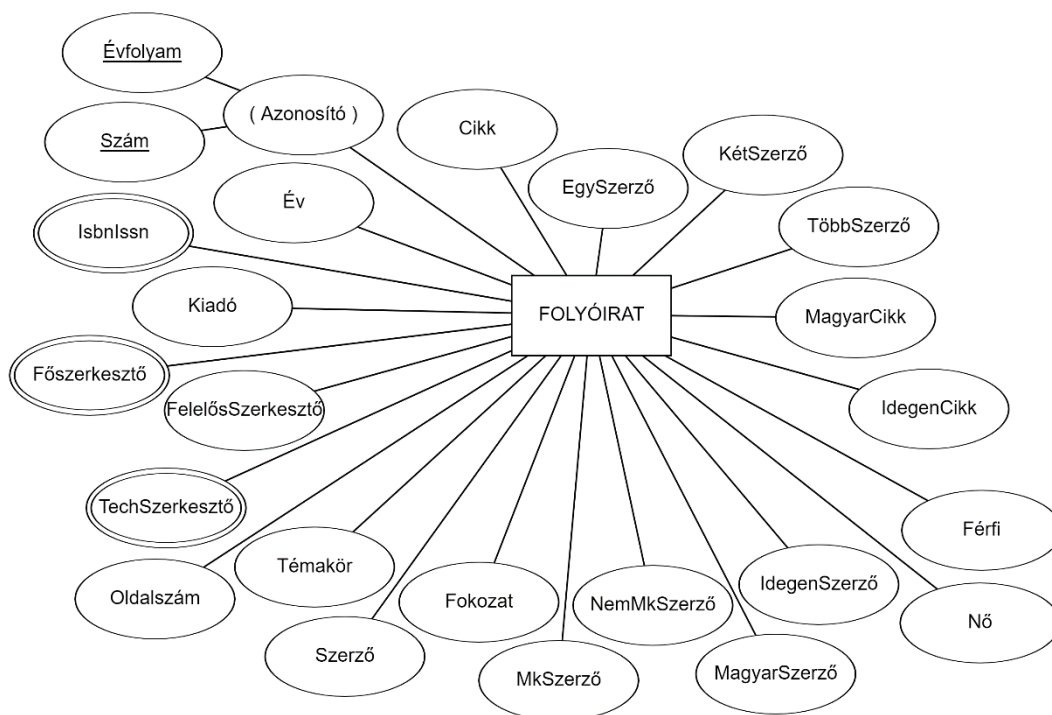 Évfolyam
Szám
( Azonosító )
Cikk
KétSzerző
EgySzerző
Év
TöbbSzerző
IsbnIssn
Kiadó
FOLYÓIRAT
MagyarCikk
Főszerkesztő
FelelősSzerkesztő
IdegenCikk
TechSzerkesztő
Férfi
Oldalszám
Témakör
Fokozat
NemMkSzerző
IdegenSzerző
Nő
Szerző
MkSzerző
MagyarSzerző